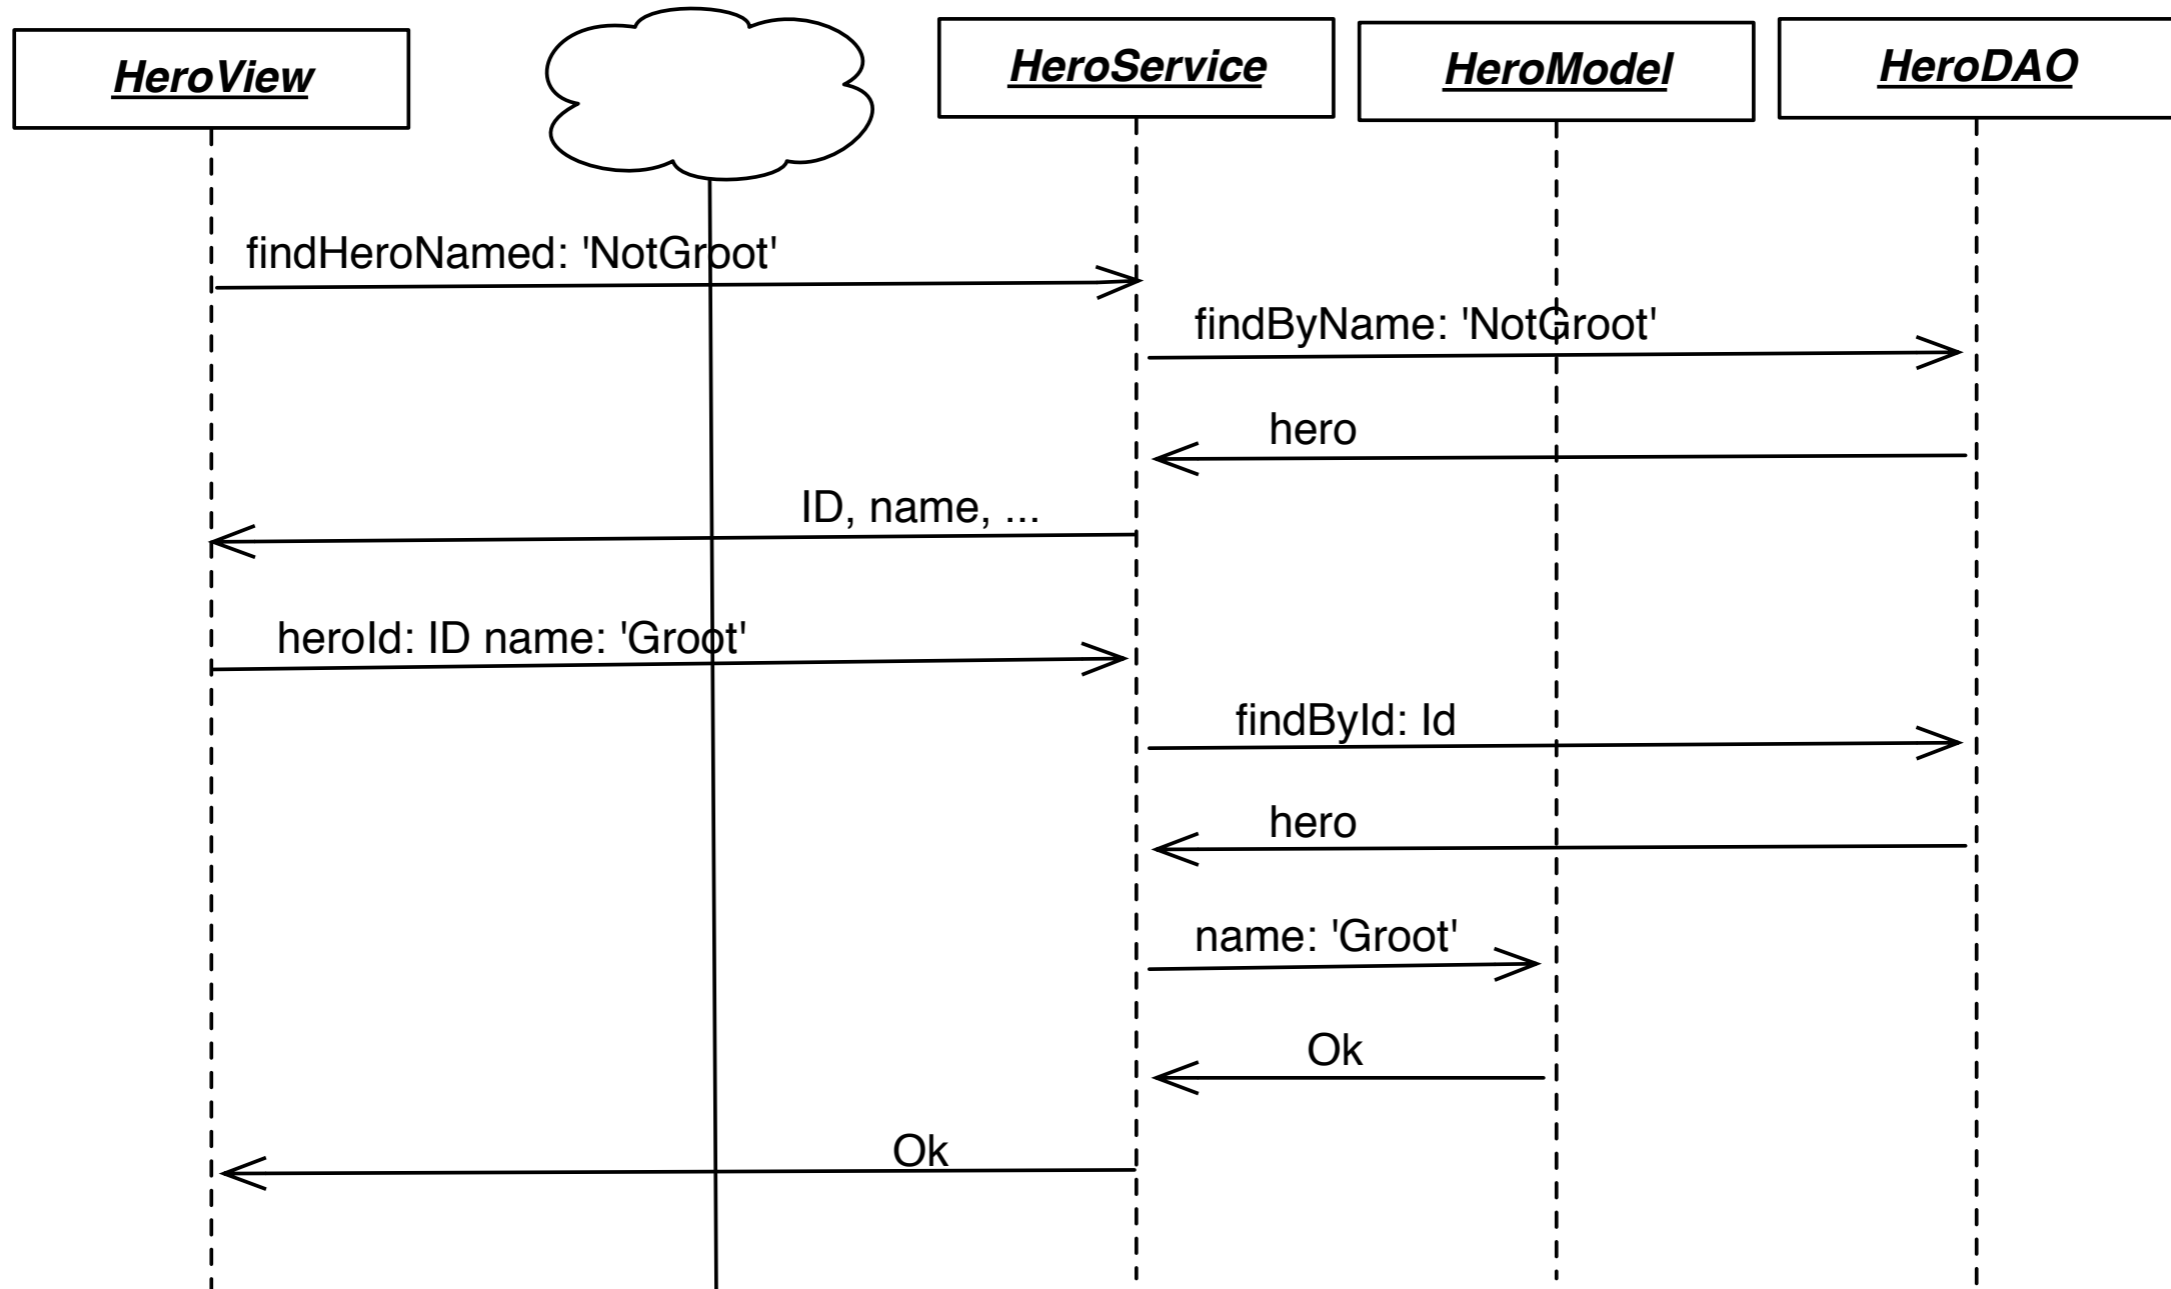 HeroView
HeroService
HeroModel
HeroDAO
findHeroNamed: 'NotGroot'
findByName: 'NotGroot'
hero
ID, name, ...
heroId: ID name: 'Groot'
findById: Id
hero
name: 'Groot'
Ok
Ok